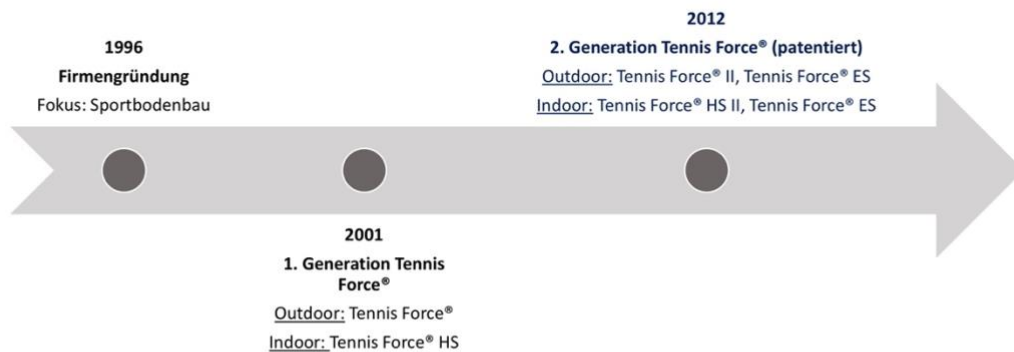 1996
Firmengründung
Fokus: Sportbodenbau
2001
1. Generation Tennis
Force®
Outdoor: Tennis Force®
Indoor: Tennis Force® HS
2012
2. Generation Tennis Force® (patentiert)
Outdoor: Tennis Force® II, Tennis Force® ES
Indoor: Tennis Force® HS II, Tennis Force® ES